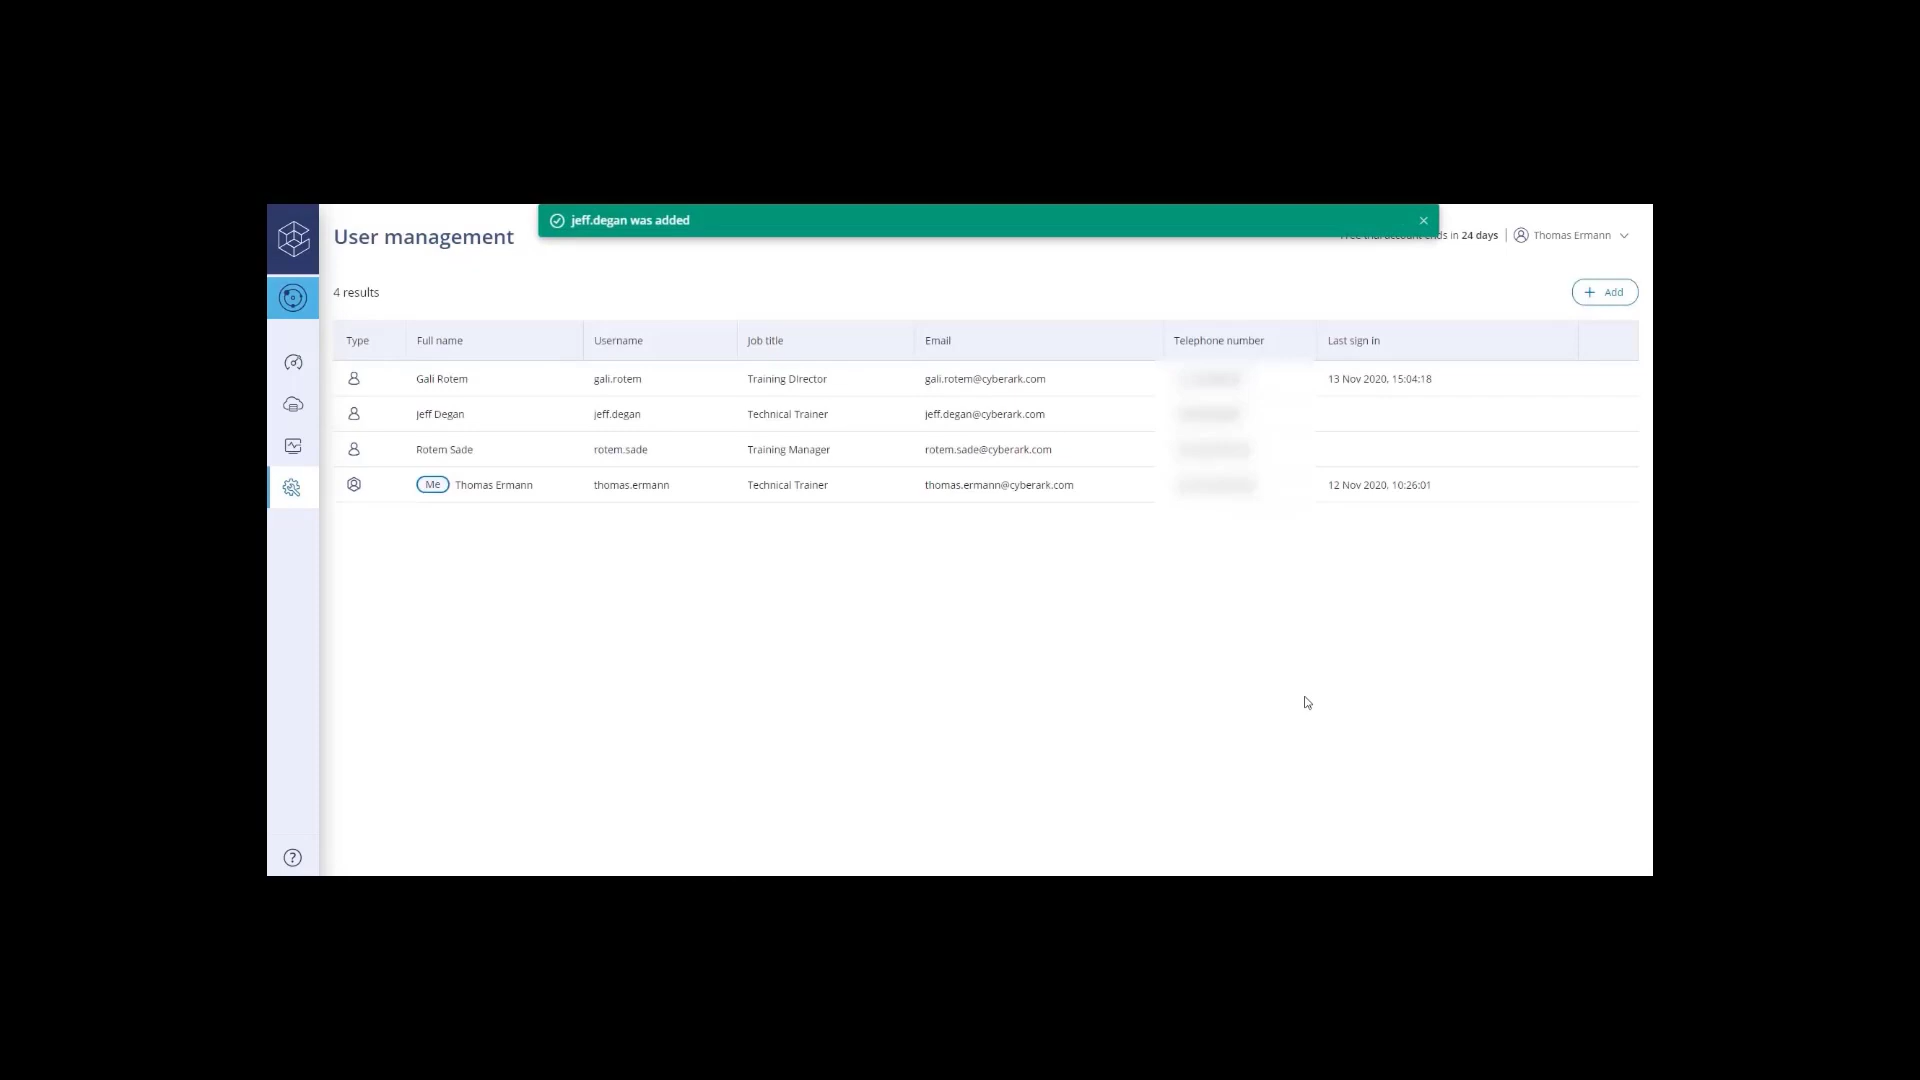 jeff.degan was added
User management
ends in 24 days
Thomas Ermann
4 results
Add
Type Full name Username Job title Email Telephone number Last sign in
Gali Rotem gali.rotem Training Director gali.rotem@cyberark.com 13 Nov 2020, 15:04:18
Jeff Degan jeff.degan Technical Trainer jeff.degan@cyberark.com
Rotem Sade rotem.sade Training Manager rotem.sade@cyberark.com
Me Thomas Ermann thomas.ermann Technical Trainer thomas.ermann@cyberark.com 12 Nov 2020, 10:26:01